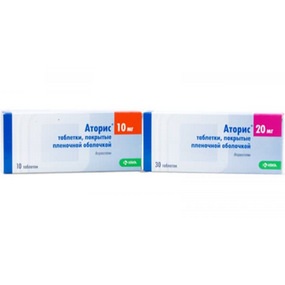 Аторис
таблетки, покрытые
пленочной оболочкой
10 мг
10 таблеток
KRKA
Аторис
таблетки, покрытые
пленочной оболочкой
20 мг
30 таблеток
KRKA